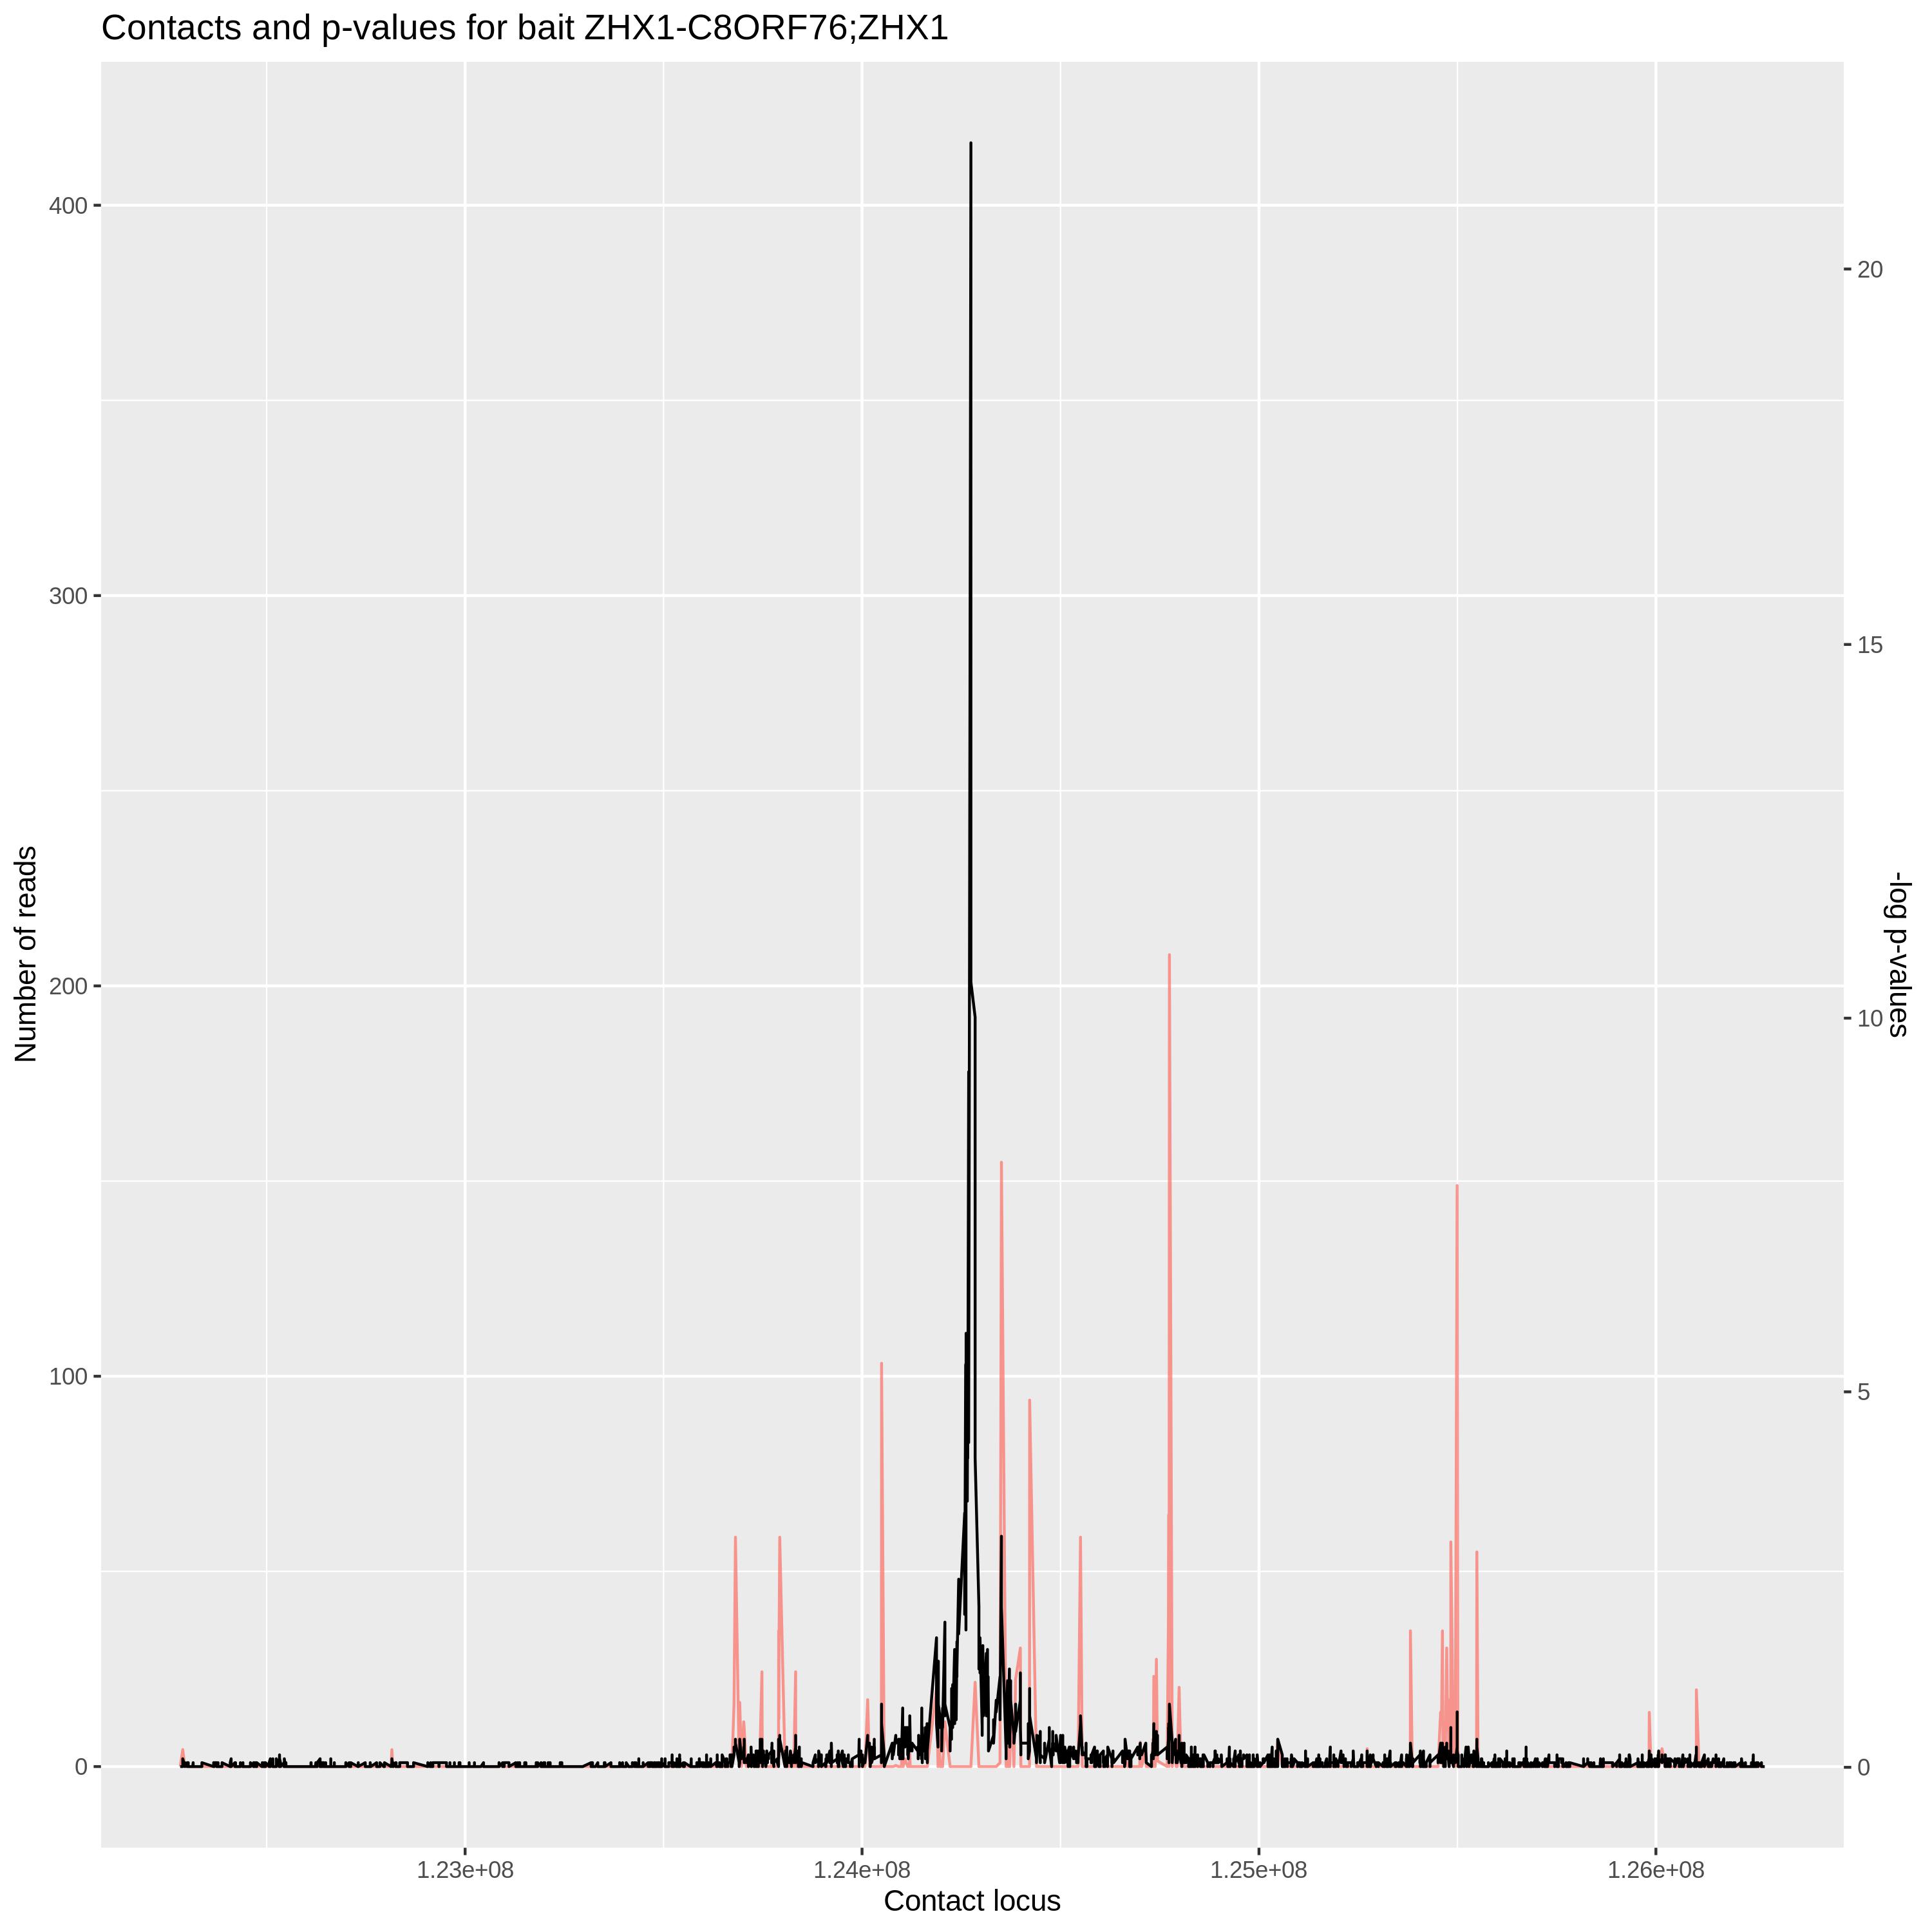 Contacts and p-values for bait ZHX1-C8ORF76;ZHX1
400
300
200
100
0
Number of reads
20
15
10
5
0
-log p-values
1.23e+08
1.24e+08
1.25e+08
1.26e+08
Contact locus